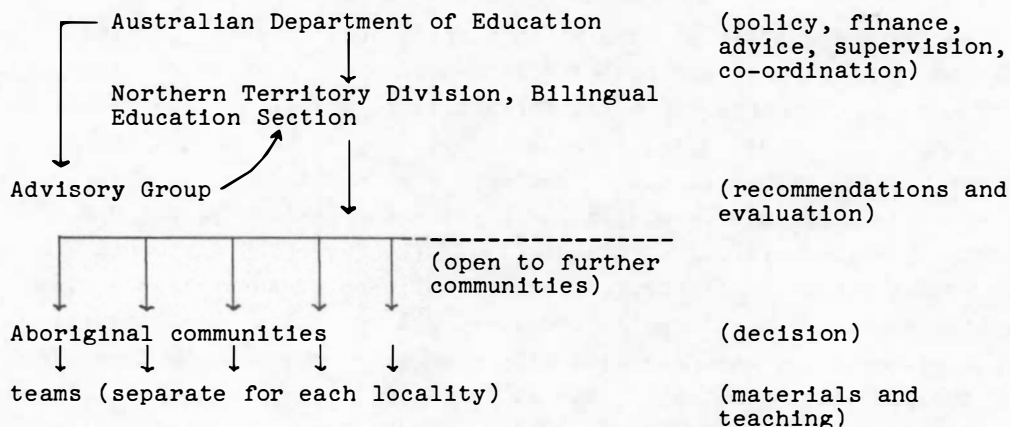 Australian Department of Education
(policy, finance,
advice, supervision,
co-ordination)
Northern Territory Division, Bilingual
Education Section
Advisory Group
(recommendations and
evaluation)
(open to further
communities)
Aboriginal communities
(decision)
teams (separate for each locality)
(materials and
teaching)